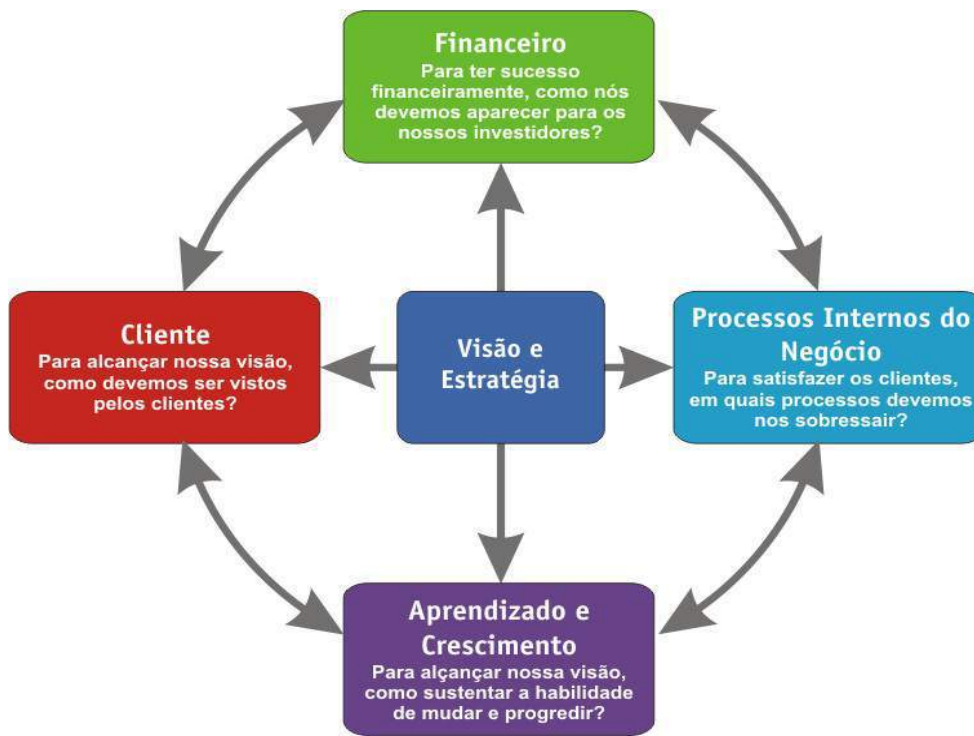 Financeiro
Para ter sucesso
financeiramente, como nós
devemos aparecer para os
nossos investidores?
Cliente
Para alcançar nossa visão,
como devemos ser vistos
pelos clientes?
Visão e
Estratégia
Processos Internos do
Negócio
Para satisfazer os clientes,
em quais processos devemos
nos sobressair?
Aprendizado e
Crescimento
Para alçançar nossa visão,
como sustentar a habilidade
de mudar e progredir?